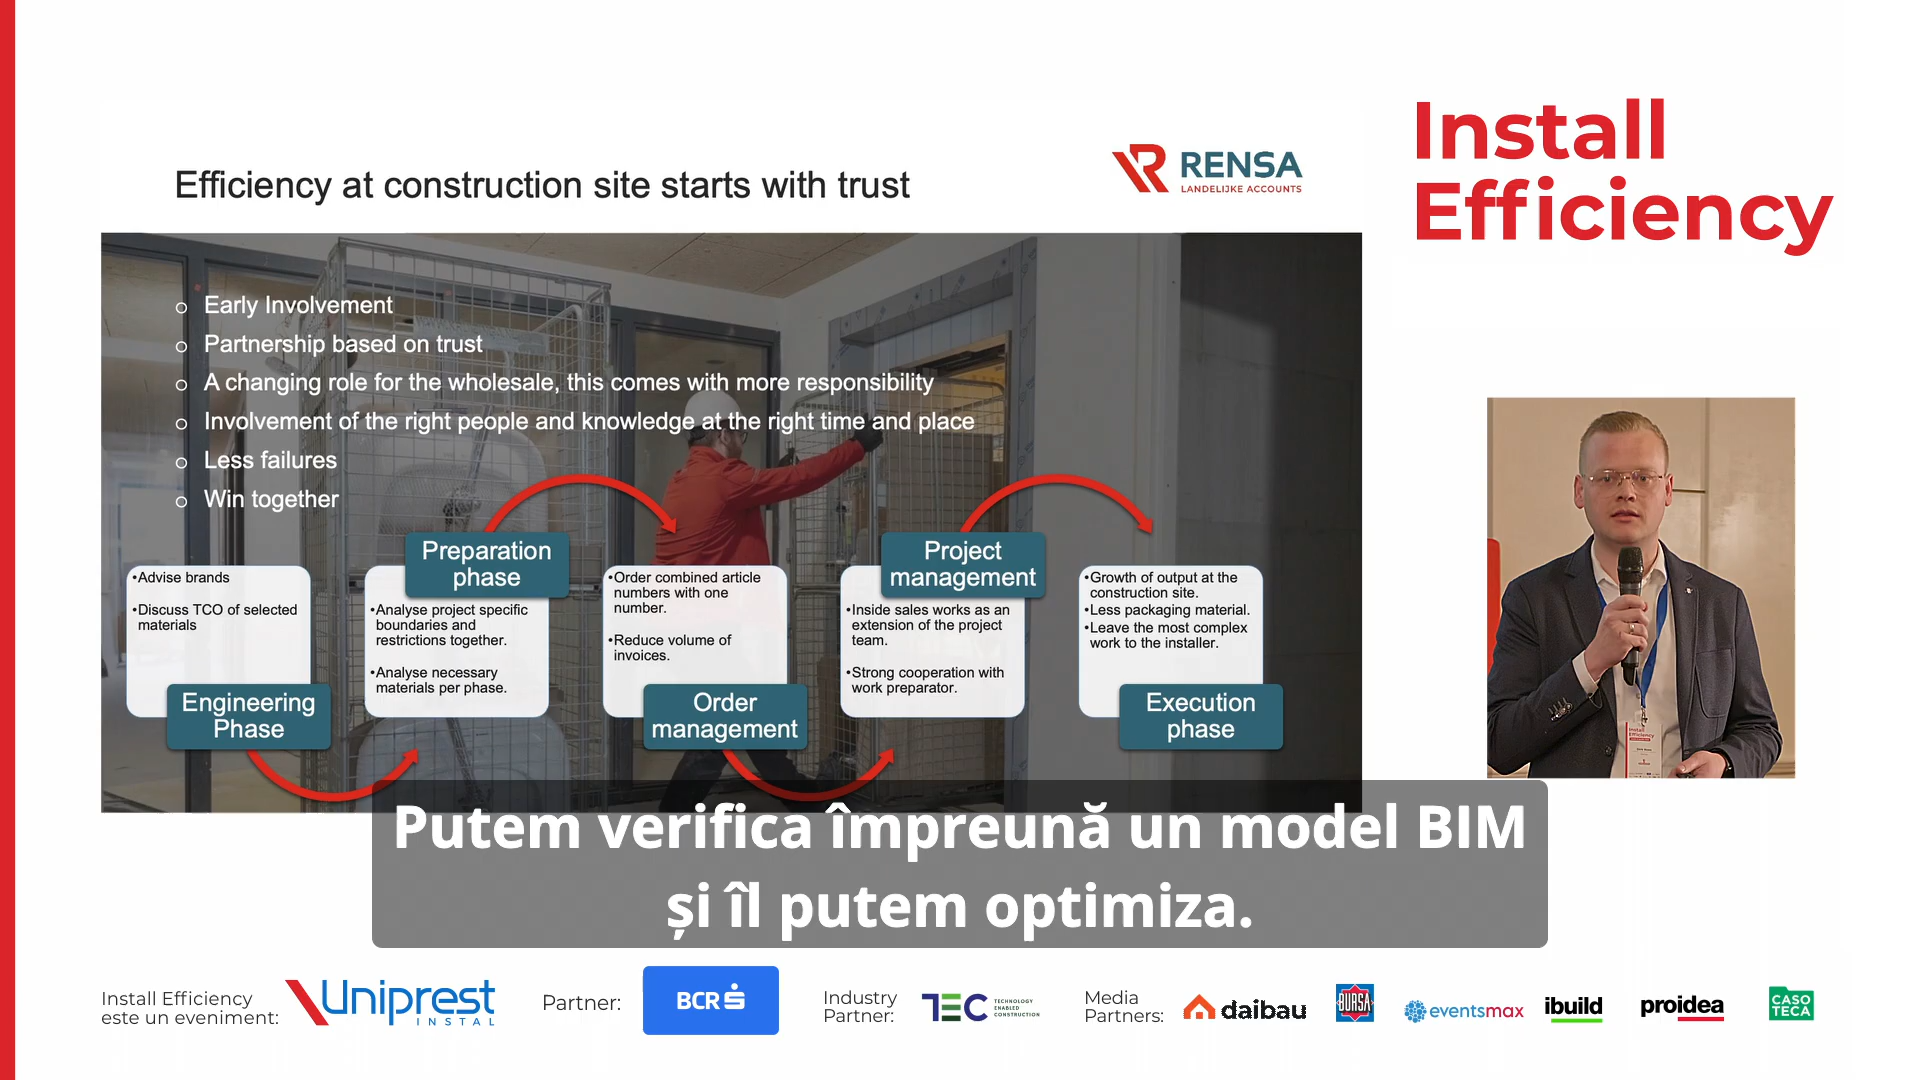 Install
Efficiency
Efficiency at construction site starts with trust
RENSA
LANDELIJKE ACCOUNTS
o Early Involvement
o Partnership based on trust
o A changing role for the wholesale, this comes with more responsibility
o Involvement of the right people and knowledge at the right time and place
o Less failures
o Win together
•Advise brands
•Discuss TCO of selected
materials
Engineering
Phase
Preparation
phase
•Analyse project specific
boundaries and
restrictions together.
•Analyse necessary
materials per phase.
•Order combined article
numbers with one
number.
•Reduce volume of
invoices.
Order
management
Project
management
•Inside sales works as an
extension of the project
team.
•Strong cooperation with
work preparator.
•Growth of output at the
construction site.
•Less packaging material.
•Leave the most complex
work to the installer.
Execution
phase
Install
Efficiency
Putem verifica împreună un model BIM
și îl putem optimiza.
Install Efficiency
este un eveniment:
Uniprest
INSTAL
Partner:
BCR
Industry
Partner:
TEC
TECHNOLOGY
ENABLED
CONSTRUCTION
Media
Partners:
daibau
BURSA
eventsmax
ibuild
proidea
CASO
TECA